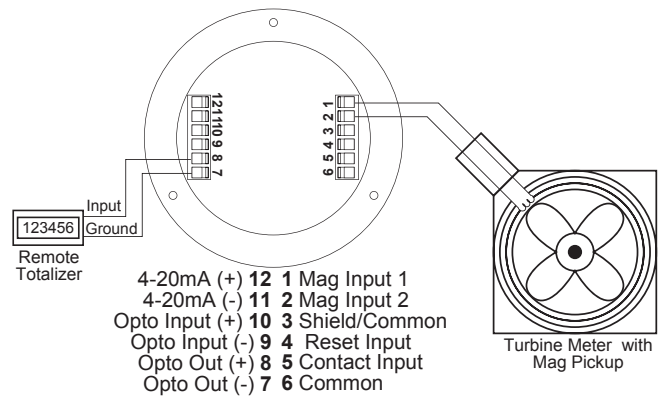 12
11
10
9
8
7
1
2
3
4
5
6
Input
123456 Ground
Remote
Totalizer
4-20mA (+) 12 1 Mag Input 1
4-20mA (-) 11 2 Mag Input 2
Opto Input (+) 10 3 Shield/Common
Opto Input (-) 9 4 Reset Input
Opto Out (+) 8 5 Contact Input
Opto Out (-) 7 6 Common
Turbine Meter with
Mag Pickup